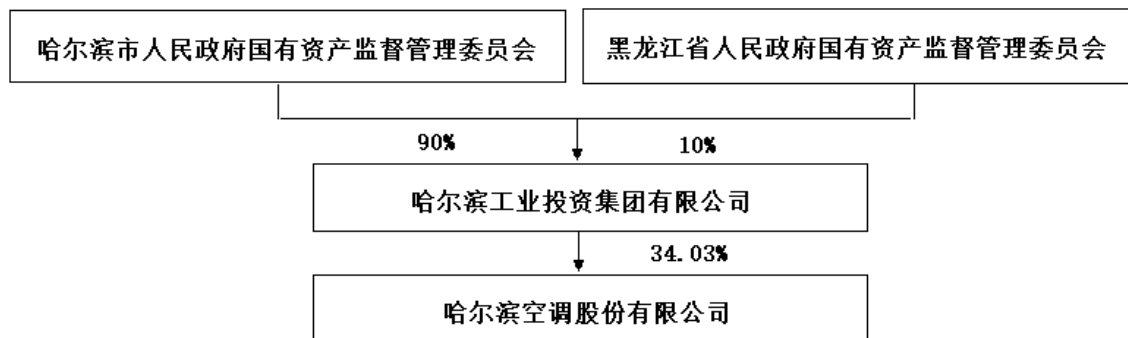 哈尔滨市人民政府国有资产监督管理委员会
黑龙江省人民政府国有资产监督管理委员会
90%
10%
哈尔滨工业投资集团有限公司
34.03%
哈尔滨空调股份有限公司